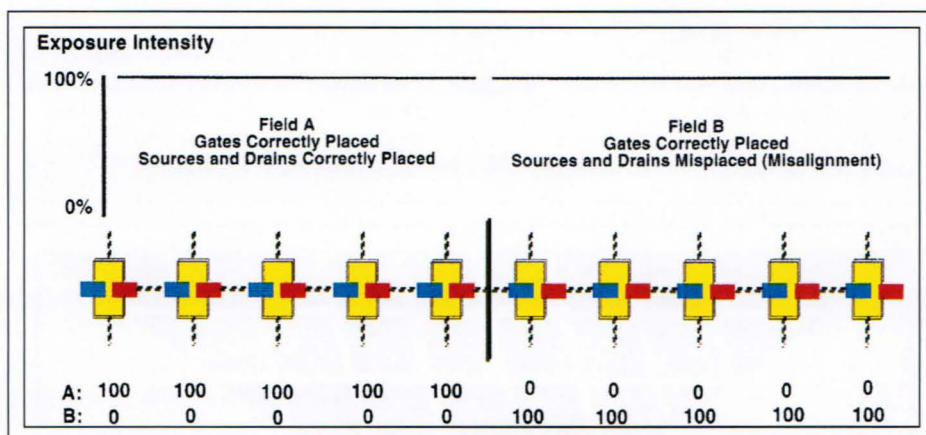 Exposure Intensity
100%
Field A
Gates Correctly Placed
Sources and Drains Correctly Placed
Field B
Gates Correctly Placed
Sources and Drains Misplaced (Misalignment)
0%
A: 100 100 100 100 100 0 0 0 0 0
B: 0 0 0 0 0 100 100 100 100 100